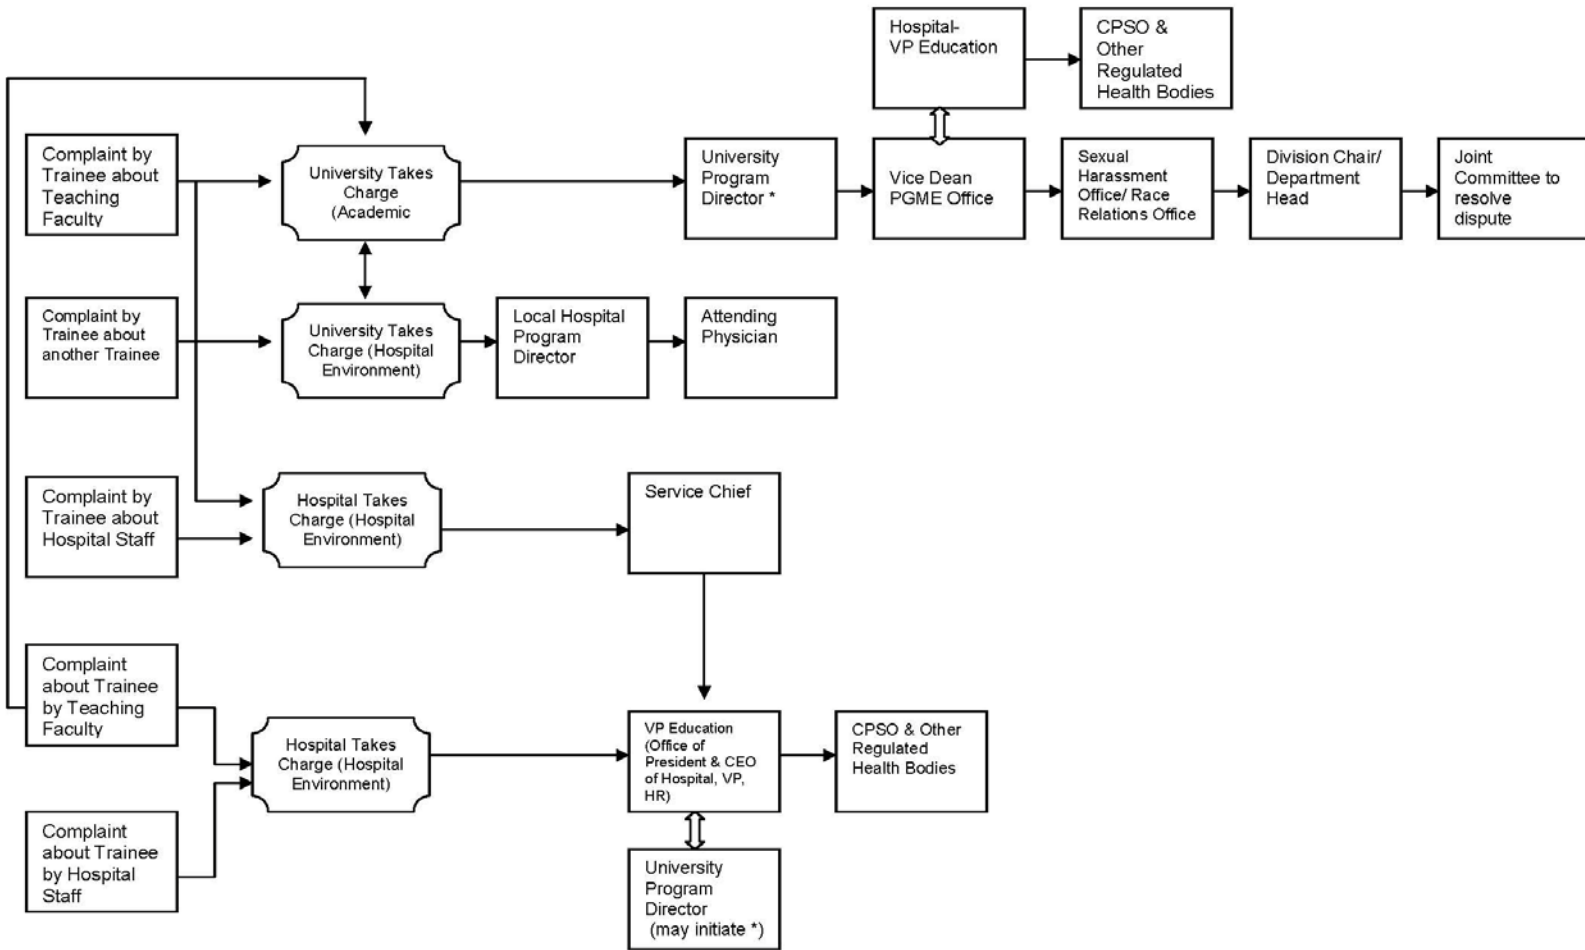 Hospital-
VP Education
CPSO &
Other
Regulated
Health Bodies
Complaint by
Trainee about
Teaching
Faculty
University Takes
Charge
(Academic
University
Program
Director *
Vice Dean
PGME Office
Sexual
Harassment
Office/ Race
Relations Office
Division Chair/
Department
Head
Joint
Committee to
resolve
dispute
Complaint by
Trainee about
another Trainee
University Takes
Charge (Hospital
Environment)
Local Hospital
Program
Director
Attending
Physician
Complaint by
Trainee about
Hospital Staff
Hospital Takes
Charge (Hospital
Environment)
Service Chief
Complaint
about Trainee
by Teaching
Faculty
Hospital Takes
Charge (Hospital
Environment)
VP Education
(Office of
President & CEO
of Hospital, VP,
HR)
CPSO & Other
Regulated
Health Bodies
Complaint
about Trainee
by Hospital
Staff
University
Program
Director
(may initiate *)